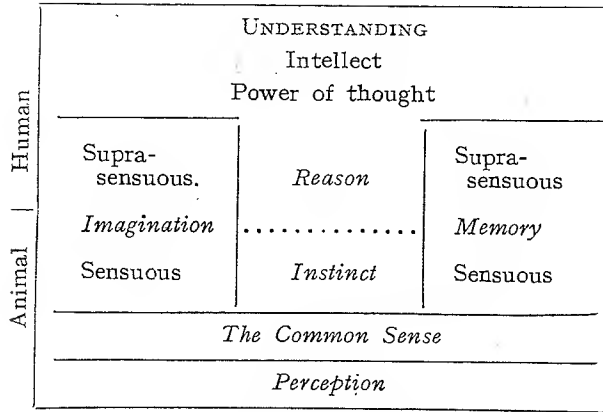 UNDERSTANDING
Intellect
Power of thought
Human
Supra-
sensuous.
Reason
Supra-
sensuous
Imagination
............
Memory
Animal
Sensuous
Instinct
Sensuous
The Common Sense
Perception